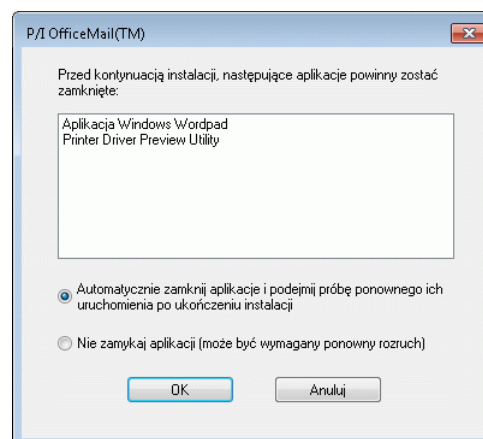 P/I OfficeMail(TM)
Przed kontynuacją instalacji, następujące aplikacje powinny zostać
zamknięte:
Aplikacja Windows Wordpad
Printer Driver Preview Utility
Automatycznie zamknij aplikacje i podejmij próbę ponownego ich
uruchomienia po ukończeniu instalacji
Nie zamykaj aplikacji (może być wymagany ponowny rozruch)
OK
Anuluj